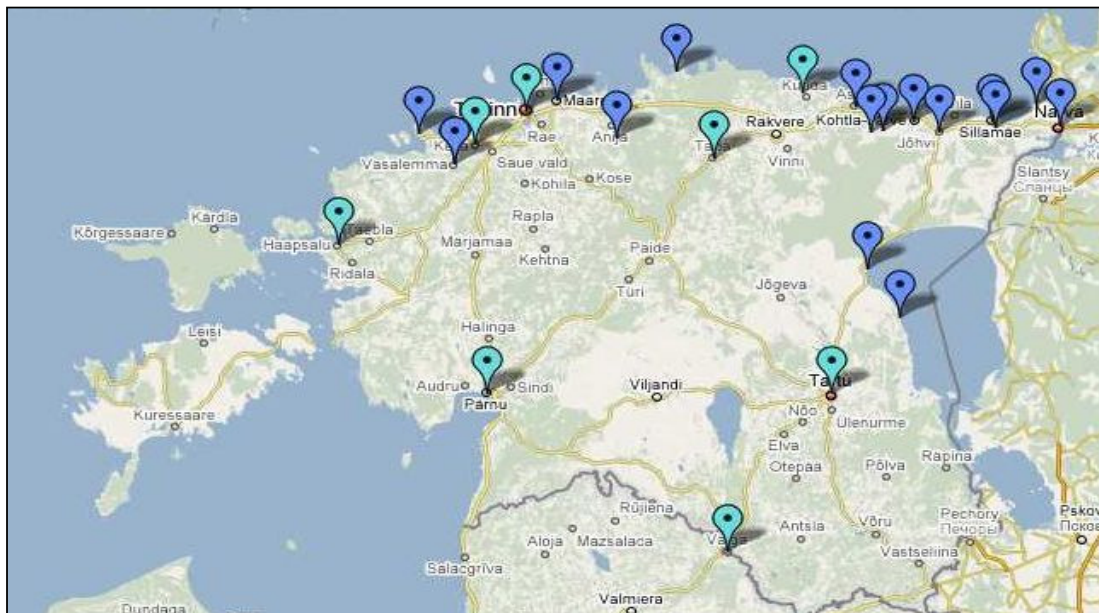 Maar
Kunda
Rae
Anija
Rakvere
Kohtla-Järve
Sillamäe
Narva
Jõhvi
Vasalemma
Saue vald
Tapa
Vinni
Kohila
Kose
Slantsy
Сланцы
Kärdla
Kõrgessaare
Rapla
Haapsalu
Taebla
Märjamaa
Kehtna
Paide
Ridala
Türi
Jõgeva
Leisi
Halinga
Audru
Sindi
Viljandi
Tartu
Pärnu
Kuressaare
Nõo
Ülenurme
Elva
Otepää
Põlva
Räpina
Rūjiena
Valga
Antsla
Võru
Pechory
Печоры
Pskov
Псков
Aloja
Mazsalaca
Vastseliina
Salacgrīva
Valmiera
Dundaga